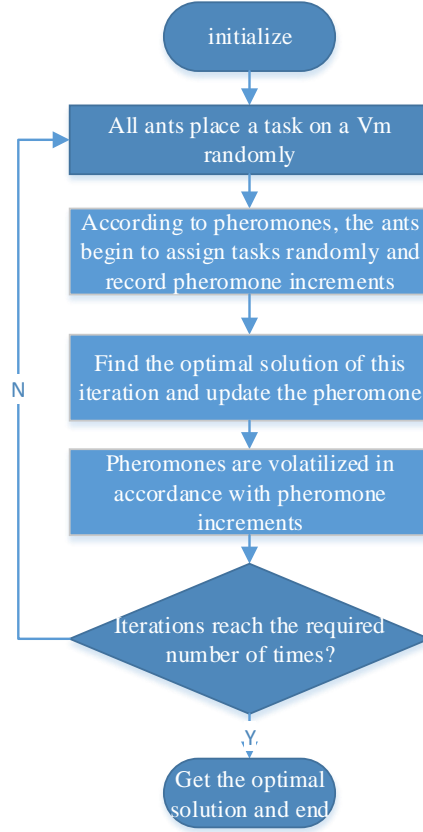 initialize
All ants place a task on a Vm
randomly
According to pheromones, the ants
begin to assign tasks randomly and
record pheromone increments
Find the optimal solution of this
iteration and update the pheromone
N
Pheromones are volatilized in
accordance with pheromone
increments
Iterations reach the required
number of times?
Y
Get the optimal
solution and end